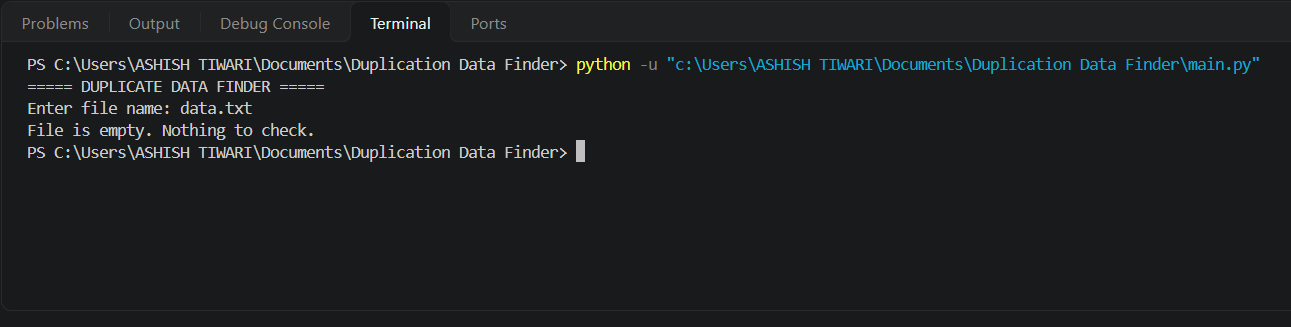 Problems Output Debug Console Terminal Ports
PS C:\Users\ASHISH TIWARI\Documents\Duplication Data Finder> python -u "c:\Users\ASHISH TIWARI\Documents\Duplication Data Finder\main.py"
===== DUPLICATE DATA FINDER =====
Enter file name: data.txt
File is empty. Nothing to check.
PS C:\Users\ASHISH TIWARI\Documents\Duplication Data Finder>